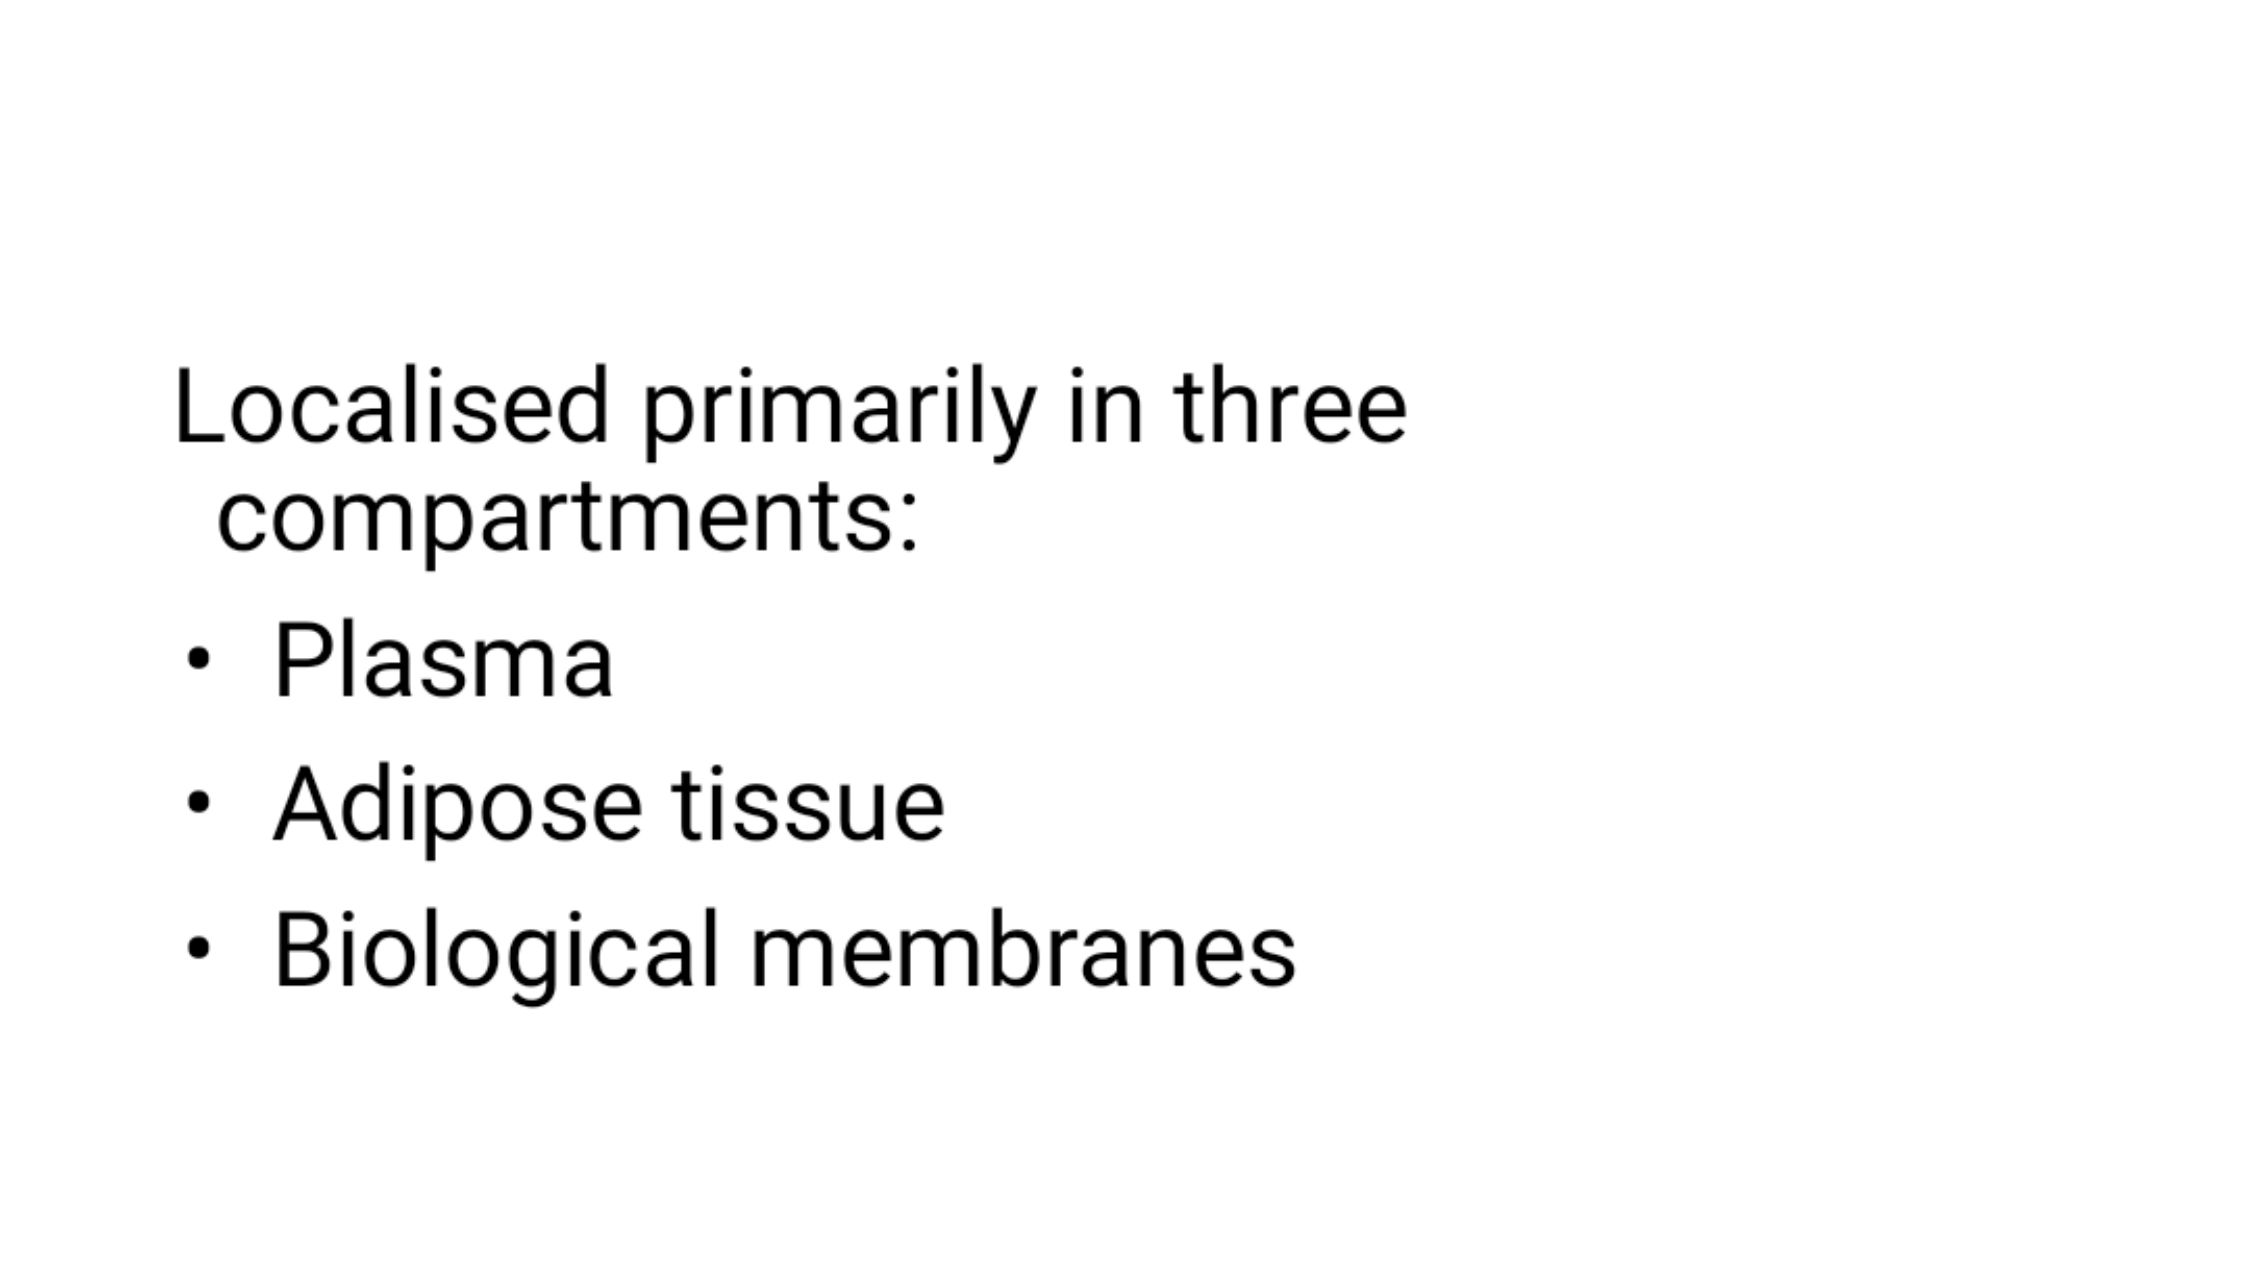 Localised primarily in three
compartments:
• Plasma
• Adipose tissue
• Biological membranes